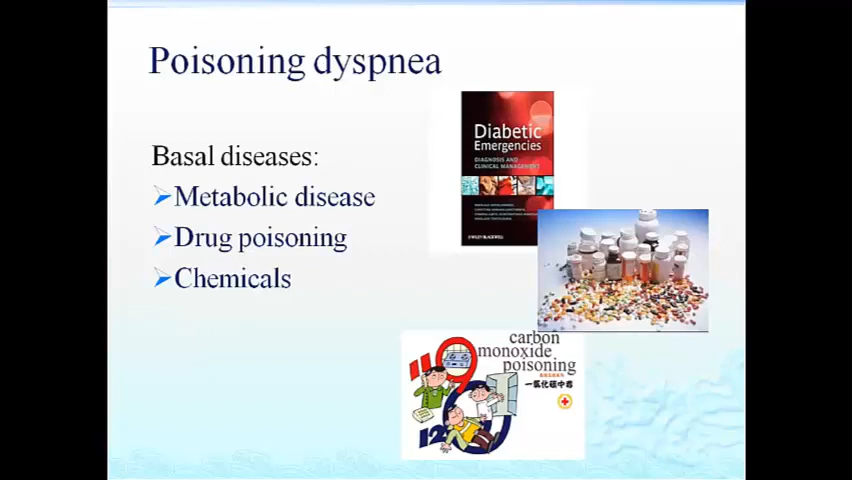 Poisoning dyspnea
Basal diseases:
Metabolic disease
Drug poisoning
Chemicals
Diabetic
Emergencies
DIAGNOSIS AND
CLINICAL MANAGEMENT
WILEY-BLACKWELL
carbon
monoxide
poisoning
一氧化碳中毒
119
120